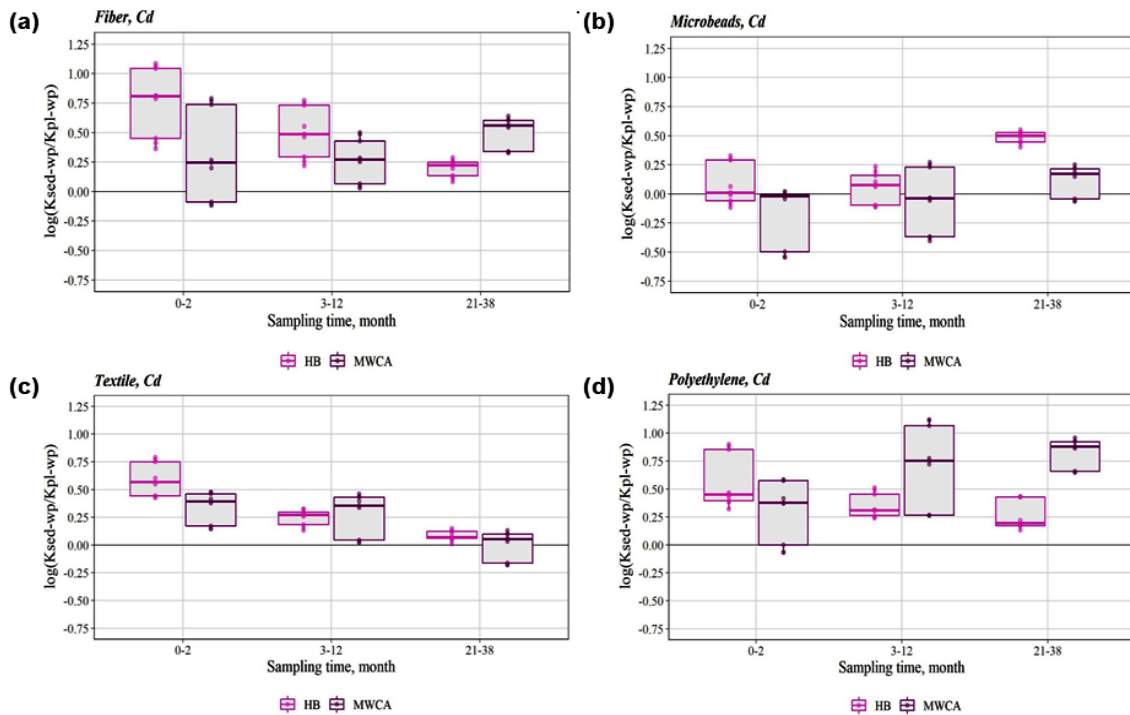 (a)
Fiber, Cd
log(Ksed-wp/Kpl-wp)
1.25
1.00
0.75
0.50
0.25
0.00
-0.25
-0.50
-0.75
0-2
3-12
21-38
Sampling time, month
HB MWCA
(b)
Microbeads, Cd
log(Ksed-wp/Kpl-wp)
1.25
1.00
0.75
0.50
0.25
0.00
-0.25
-0.50
-0.75
0-2
3-12
21-38
Sampling time, month
HB MWCA
(c)
Textile, Cd
log(Ksed-wp/Kpl-wp)
1.25
1.00
0.75
0.50
0.25
0.00
-0.25
-0.50
-0.75
0-2
3-12
21-38
Sampling time, month
HB MWCA
(d)
Polyethylene, Cd
log(Ksed-wp/Kpl-wp)
1.25
1.00
0.75
0.50
0.25
0.00
-0.25
-0.50
-0.75
0-2
3-12
21-38
Sampling time, month
HB MWCA